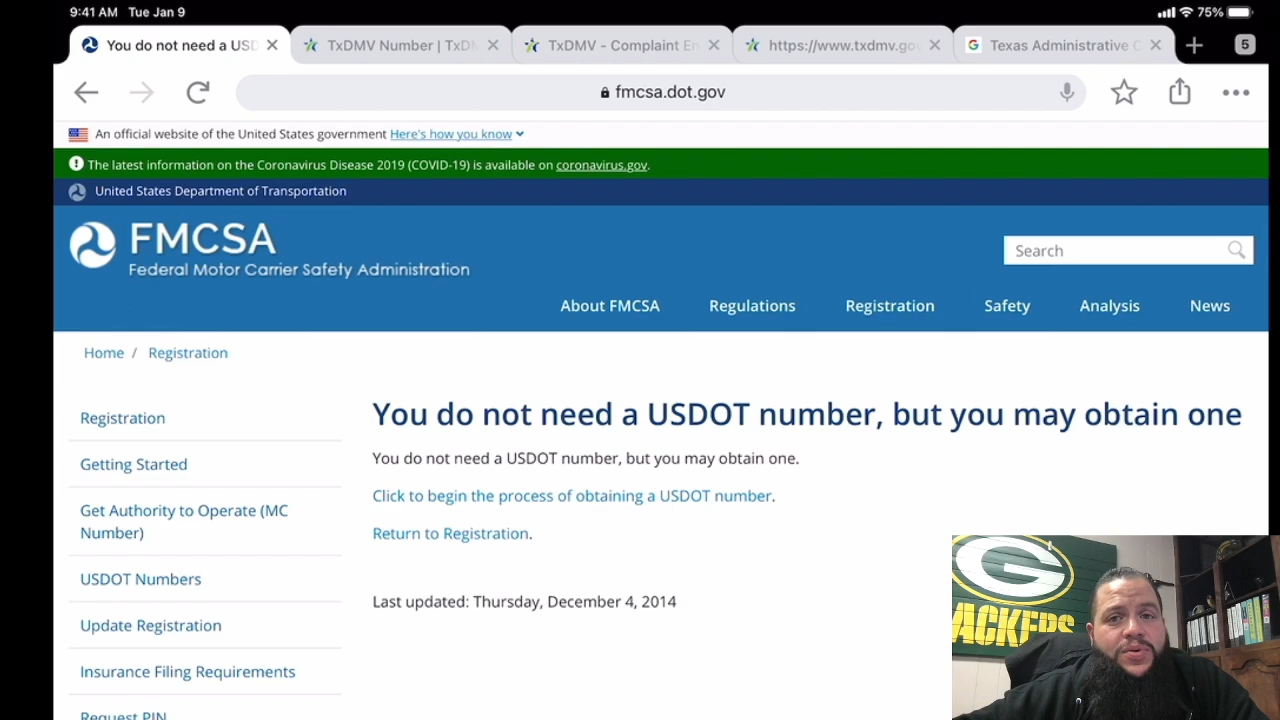 9:41 AM Tue Jan 9
75%
You do not need a USD
TxDMV Number | TxD
TxDMV - Complaint E
https://www.txdmv.go
Texas Administrative C
5
fmcsa.dot.gov
An official website of the United States government Here's how you know
The latest information on the Coronavirus Disease 2019 (COVID-19) is available on coronavirus.gov.
United States Department of Transportation
FMCSA
Federal Motor Carrier Safety Administration
Search
About FMCSA
Regulations
Registration
Safety
Analysis
News
Home / Registration
Registration
Getting Started
Get Authority to Operate (MC
Number)
USDOT Numbers
Update Registration
Insurance Filing Requirements
Request PIN
You do not need a USDOT number, but you may obtain one
You do not need a USDOT number, but you may obtain one.
Click to begin the process of obtaining a USDOT number.
Return to Registration.
Last updated: Thursday, December 4, 2014
G
ACKERS